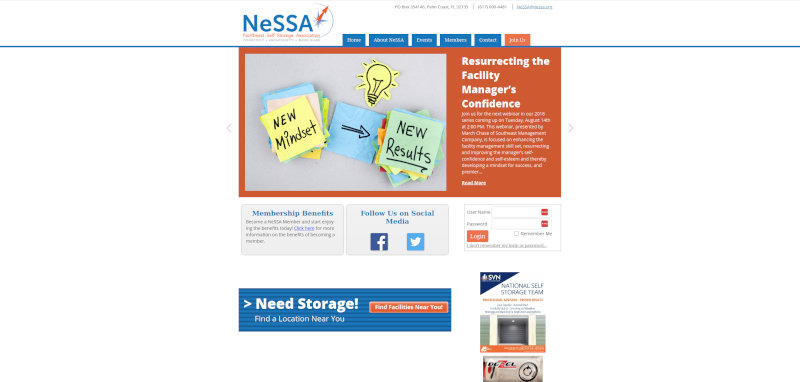 PO Box 354146, Palm Coast, FL 32135
(617) 600-4481
NeSSA@nessa.org
NeSSA
Northeast Self Storage Association
Home
About NeSSA
Events
Members
Contact
Join Us
NEW
Mindset
NEW
Results
Resurrecting the
Facility
Manager's
Confidence
Join us for the next webinar in our 2018
series coming up on Tuesday, August 14th
at 2:00 PM. This webinar, presented by
March Chase of Southeast Management
Company, is focused on enhancing the
facility management skill set, resurrecting
and improving the manager's self-
confidence and self-esteem and thereby
developing a mindset for success, and
premier...
Read More
Membership Benefits
Become a NeSSA Member and start enjoy
ing the benefits today! Click here for
more information on the benefits of becoming a
member.
Follow Us on Social
Media
User Name
Password
Login
Remember Me
I don't remember my login or password...
> Need Storage!
Find a Location Near You
Find Facilities Near You!
SVN
NATIONAL SELF
STORAGE TEAM